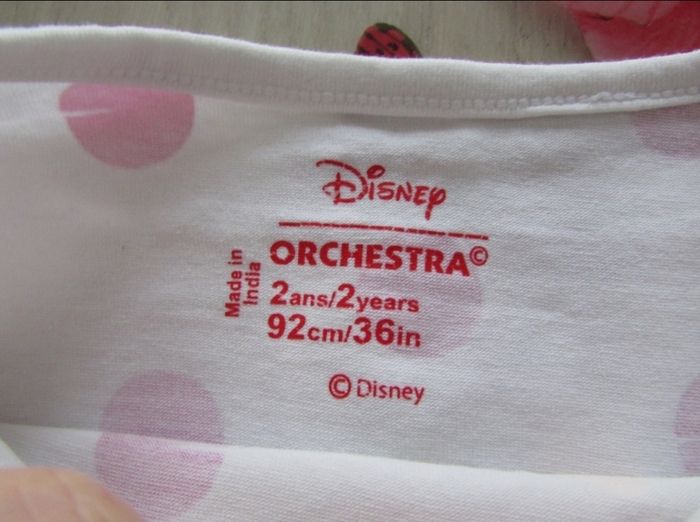 Disney
ORCHESTRA©
Made in
India
2ans/2years
92cm/36in
© Disney